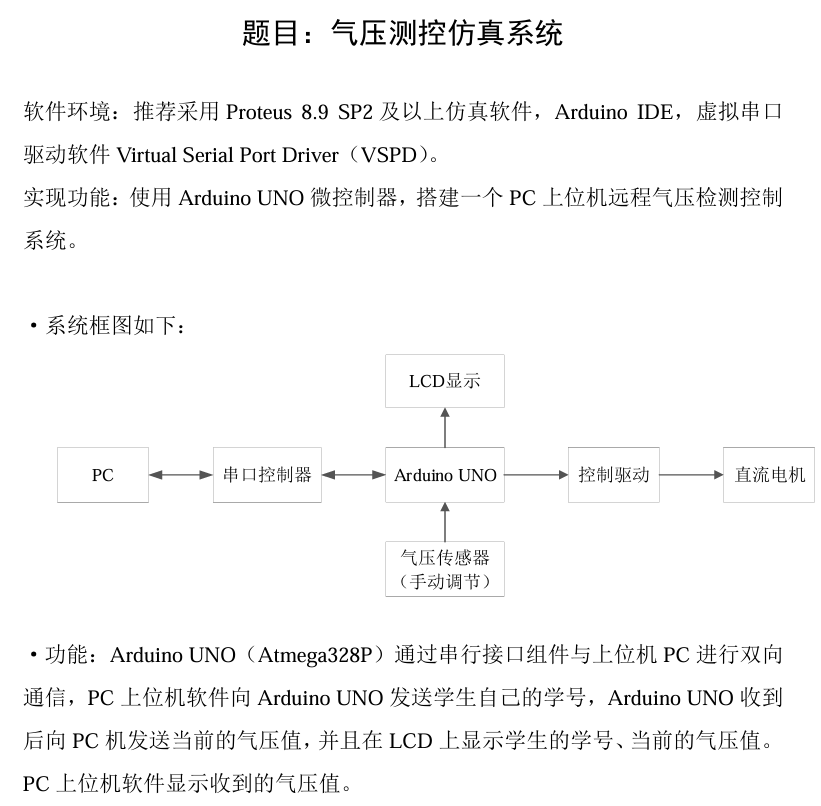 题目：气压测控仿真系统
软件环境：推荐采用 Proteus 8.9 SP2 及以上仿真软件，Arduino IDE，虚拟串口
驱动软件 Virtual Serial Port Driver（VSPD）。
实现功能：使用 Arduino UNO 微控制器，搭建一个 PC 上位机远程气压检测控制
系统。
·系统框图如下：
LCD显示
PC
串口控制器
Arduino UNO
控制驱动
直流电机
气压传感器
（手动调节）
·功能：Arduino UNO（Atmega328P）通过串行接口组件与上位机 PC 进行双向
通信，PC 上位机软件向 Arduino UNO 发送学生自己的学号，Arduino UNO 收到
后向 PC 机发送当前的气压值，并且在 LCD 上显示学生的学号、当前的气压值。
PC 上位机软件显示收到的气压值。